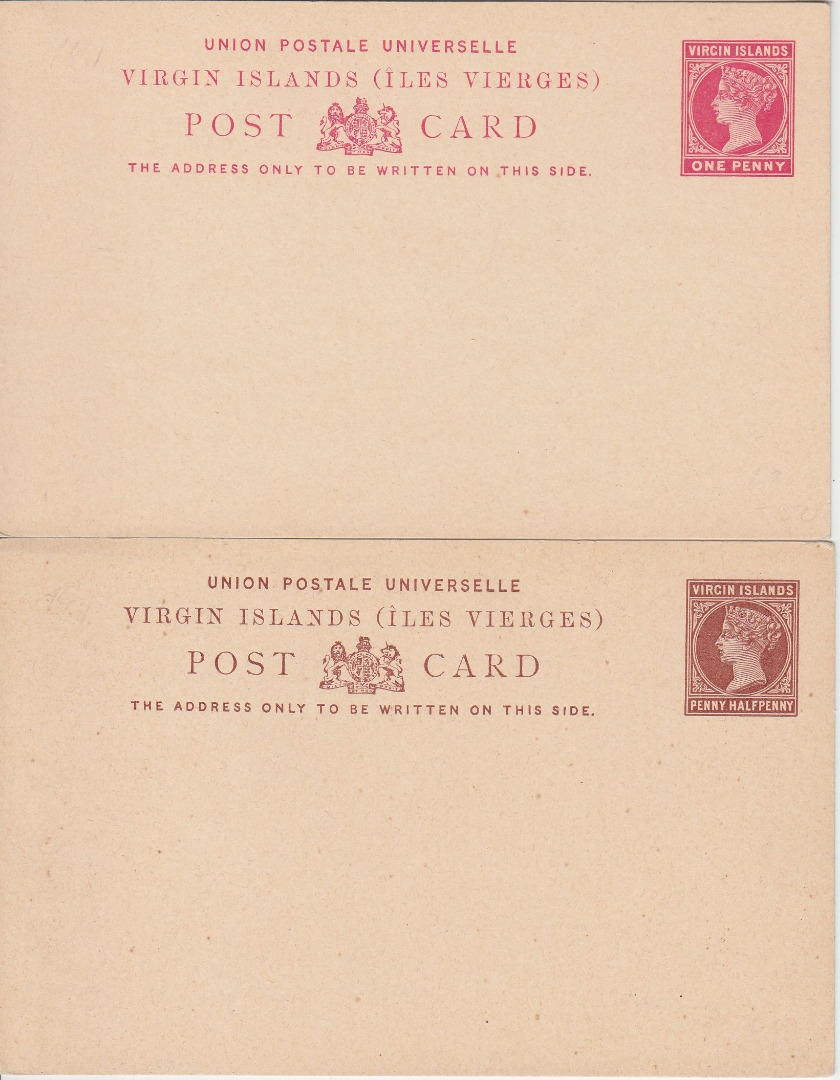 UNION POSTALE UNIVERSELLE
VIRGIN ISLANDS (ÎLES VIERGES)
POST CARD
THE ADDRESS ONLY TO BE WRITTEN ON THIS SIDE.
VIRGIN ISLANDS
ONE PENNY
UNION POSTALE UNIVERSELLE
VIRGIN ISLANDS (ÎLES VIERGES)
POST CARD
THE ADDRESS ONLY TO BE WRITTEN ON THIS SIDE.
VIRGIN ISLANDS
PENNY HALFPENNY